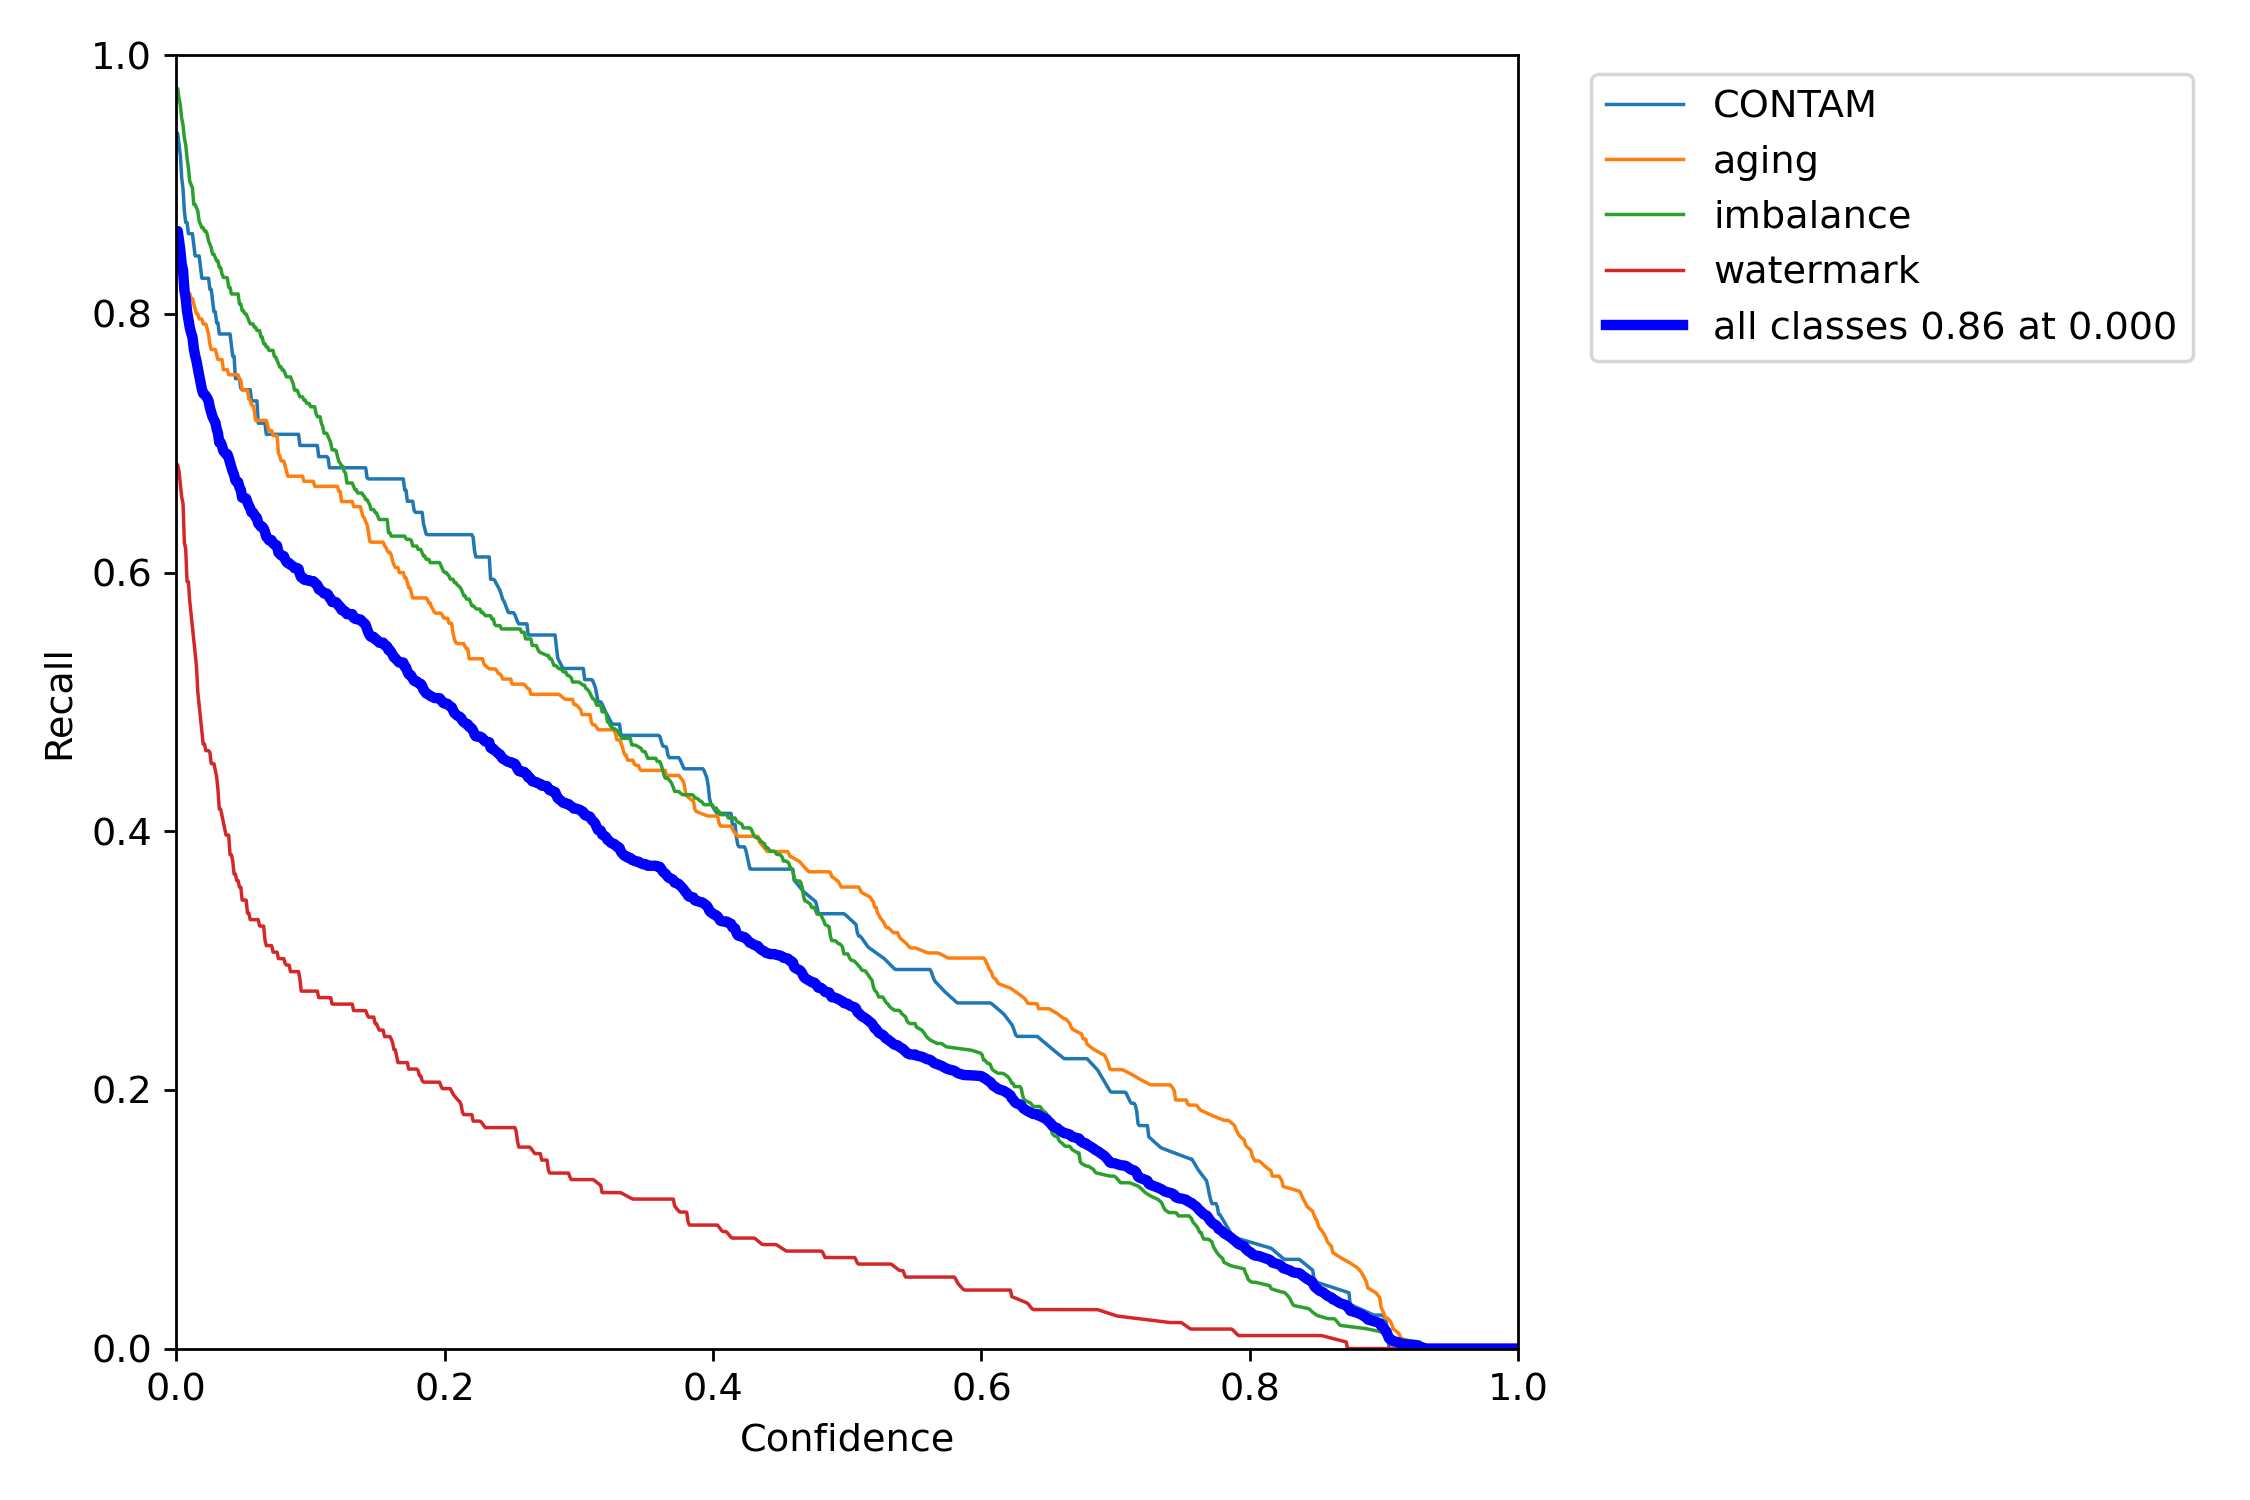 1.0
0.8
0.6
0.4
0.2
0.0
Recall
0.0 0.2 0.4 0.6 0.8 1.0
Confidence
CONTAM
aging
imbalance
watermark
all classes 0.86 at 0.000